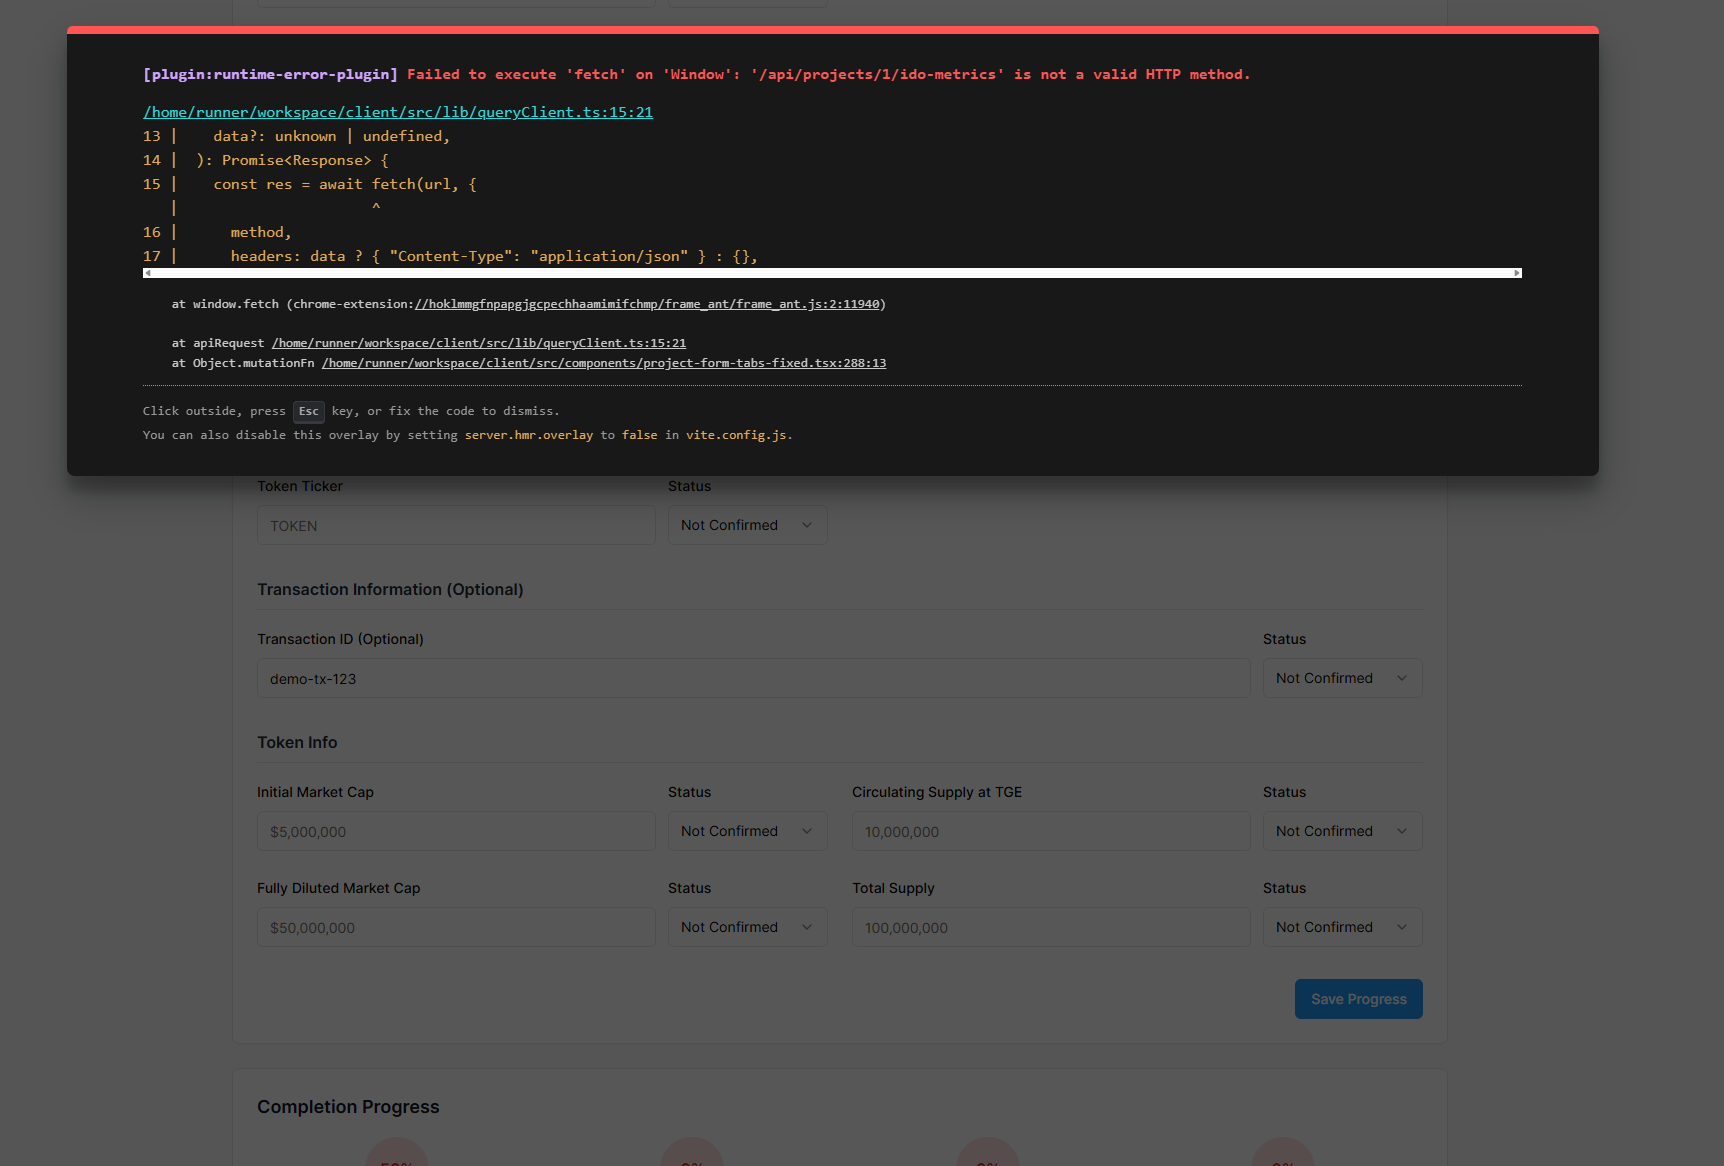 [plugin:runtime-error-plugin] Failed to execute 'fetch' on 'Window': '/api/projects/1/ido-metrics' is not a valid HTTP method.
/home/runner/workspace/client/src/lib/queryClient.ts:15:21
13 |    data?: unknown | undefined,
14 |  ): Promise<Response> {
15 |    const res = await fetch(url, {
   |                      ^
16 |      method,
17 |      headers: data ? { "Content-Type": "application/json" } : {},
at window.fetch (chrome-extension://hoklmmgfnpapgjgcpechhaamimifchmp/frame_ant/frame_ant.js:2:11940)
at apiRequest /home/runner/workspace/client/src/lib/queryClient.ts:15:21
at Object.mutationFn /home/runner/workspace/client/src/components/project-form-tabs-fixed.tsx:288:13
Click outside, press Esc key, or fix the code to dismiss.
You can also disable this overlay by setting server.hmr.overlay to false in vite.config.js.
Token Ticker Status
TOKEN Not Confirmed
Transaction Information (Optional)
Transaction ID (Optional) Status
demo-tx-123 Not Confirmed
Token Info
Initial Market Cap Status Circulating Supply at TGE Status
$5,000,000 Not Confirmed 10,000,000 Not Confirmed
Fully Diluted Market Cap Status Total Supply Status
$50,000,000 Not Confirmed 100,000,000 Not Confirmed
Save Progress
Completion Progress